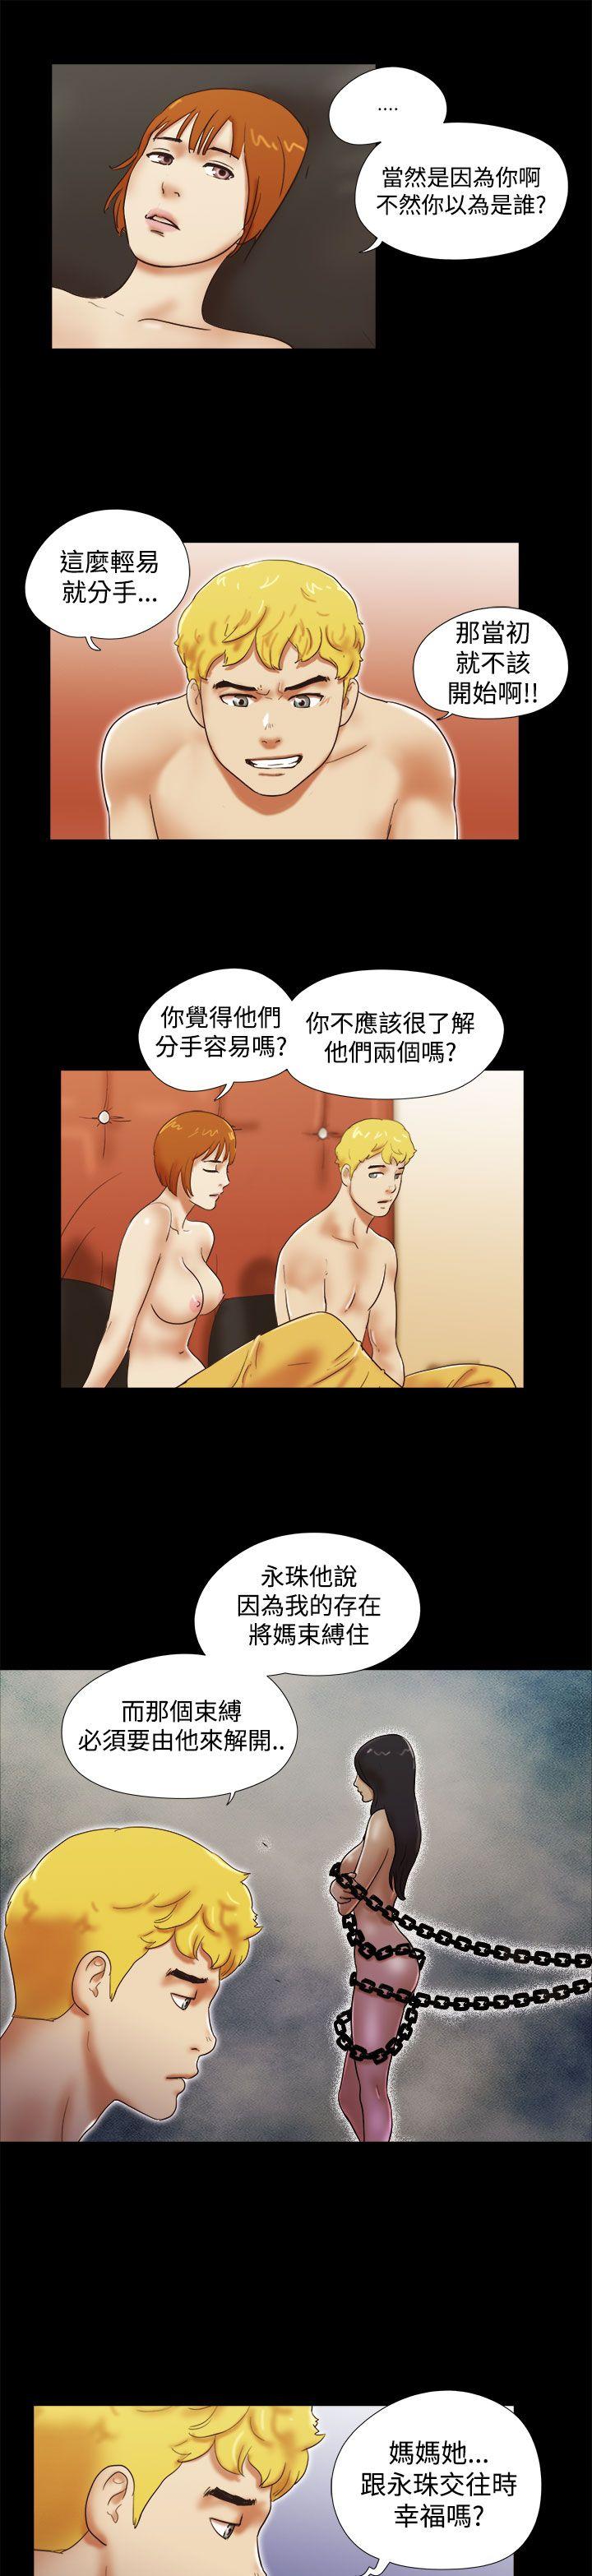 ....
當然是因為你啊
不然你以為是誰?
這麼輕易
就分手...
那當初
就不該
開始啊!!
你覺得他們
分手容易嗎?
你不應該很了解
他們兩個嗎?
永珠他說
因為我的存在
將媽束縛住
而那個束縛
必須要由他來解開..
媽媽她...
跟永珠交往時
幸福嗎?